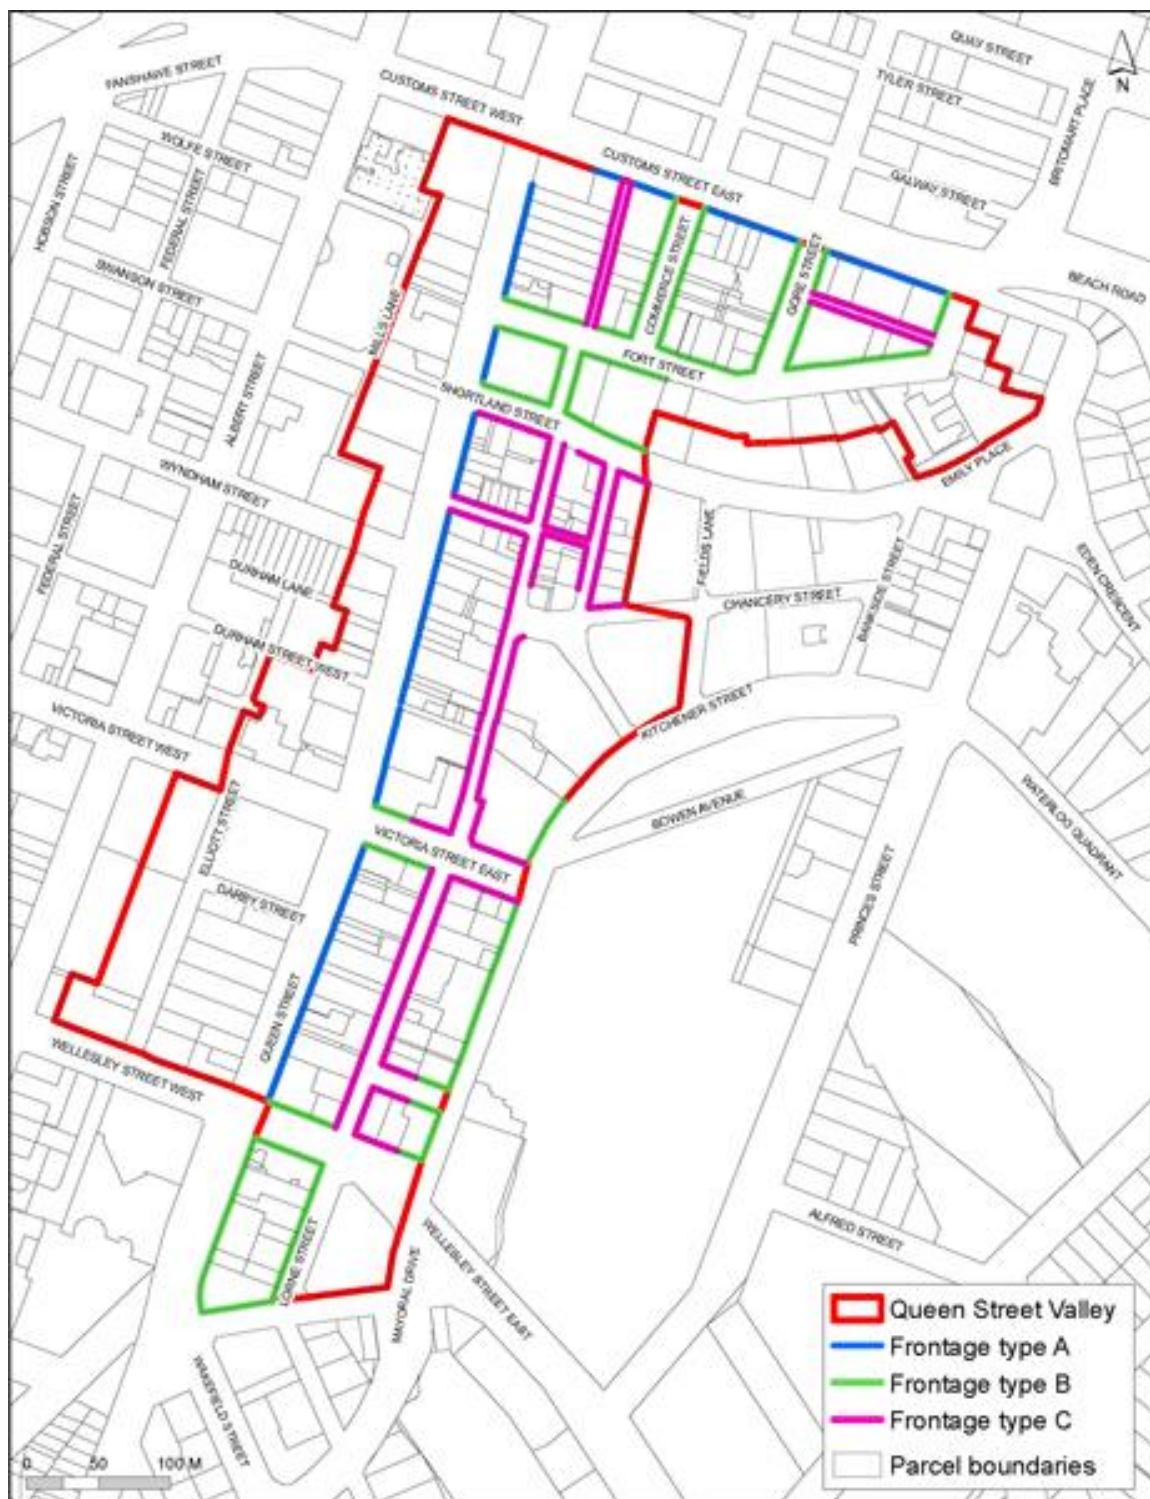 QUAY STREET
FANSHAWE STREET
TYLER STREET
N
CUSTOMS STREET WEST
BRITOMART PLACE
WOLFE STREET
CUSTOMS STREET EAST
GALWAY STREET
HOBSON STREET
FEDERAL STREET
SWANSON STREET
COMMERCE STREET
GORE STREET
BEACH ROAD
MILLS LANE
FORT STREET
ALBERT STREET
SHORTLAND STREET
EMILY PLACE
WYNDHAM STREET
FEDERAL STREET
FIELDS LANE
BANKSIDE STREET
EDEN CRESCENT
DURHAM LANE
CHANCERY STREET
DURHAM STREET WEST
KITCHENER STREET
VICTORIA STREET WEST
BOWEN AVENUE
WATERLOO QUADRANT
ELLIOTT STREET
VICTORIA STREET EAST
DARBY STREET
PRINCES STREET
QUEEN STREET
WELLESLEY STREET WEST
ALFRED STREET
LORNE STREET
WELLESLEY STREET EAST
MAYORAL DRIVE
WAKEFIELD STREET
Queen Street Valley
Frontage type A
Frontage type B
Frontage type C
Parcel boundaries
0 50 100 M